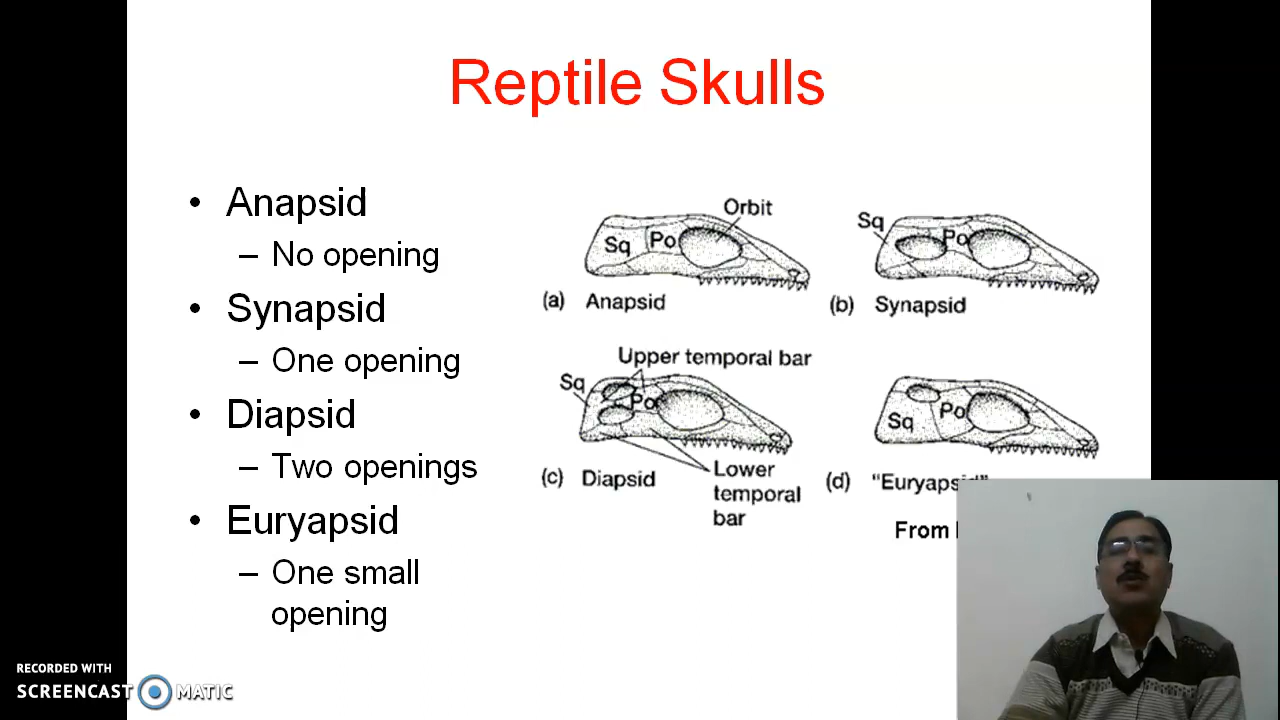 Reptile Skulls
• Anapsid
– No opening
• Synapsid
– One opening
• Diapsid
– Two openings
• Euryapsid
– One small
opening
Orbit
Sq
Po
(a) Anapsid
Sq
Po
(b) Synapsid
Upper temporal bar
Sq
Po
(c) Diapsid
Lower
temporal
bar
Sq
Po
(d) "Euryapsid"
From
RECORDED WITH
SCREENCAST MATIC